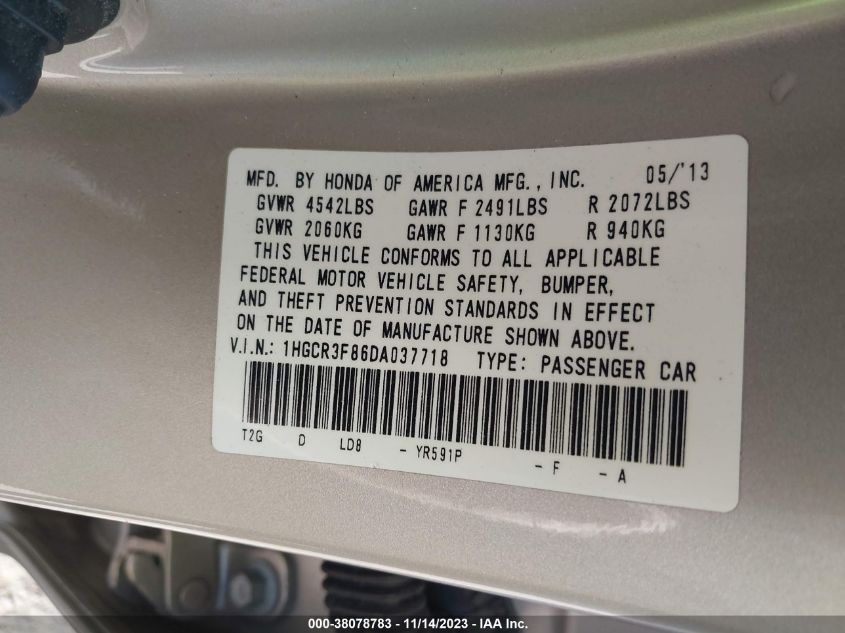 MFD. BY HONDA OF AMERICA MFG., INC. 05/'13
GVWR 4542LBS GAWR F 2491LBS R 2072LBS
GVWR 2060KG GAWR F 1130KG R 940KG
THIS VEHICLE CONFORMS TO ALL APPLICABLE
FEDERAL MOTOR VEHICLE SAFETY, BUMPER,
AND THEFT PREVENTION STANDARDS IN EFFECT
ON THE DATE OF MANUFACTURE SHOWN ABOVE.
V.I.N.: 1HGCR3F86DA037718 TYPE: PASSENGER CAR
T2G D LD8 - YR591P - F - A
000-38078783 - 11/14/2023 - IAA Inc.